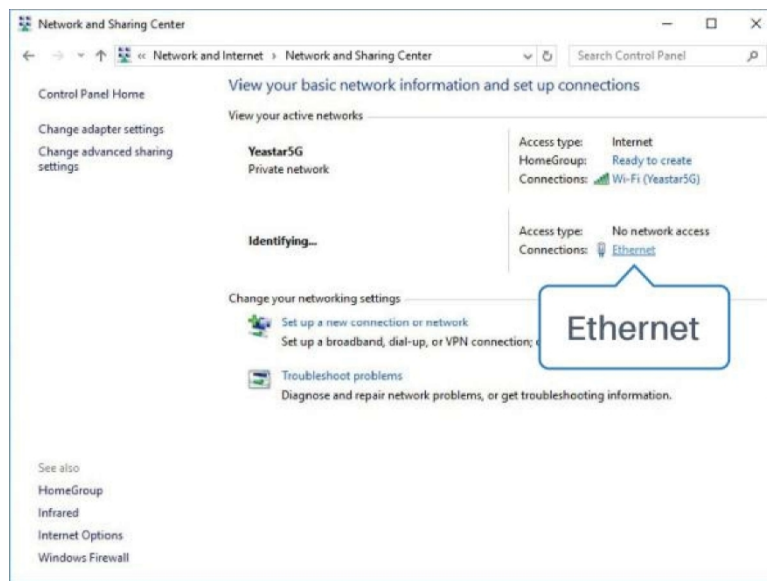 Network and Sharing Center
« Network and Internet › Network and Sharing Center
Search Control Panel
Control Panel Home
Change adapter settings
Change advanced sharing
settings
View your basic network information and set up connections
View your active networks
Yeastar5G
Private network
Access type: Internet
HomeGroup: Ready to create
Connections: Wi-Fi (Yeastar5G)
Identifying...
Access type: No network access
Connections: Ethernet
Ethernet
Change your networking settings
Set up a new connection or network
Set up a broadband, dial-up, or VPN connection;
Troubleshoot problems
Diagnose and repair network problems, or get troubleshooting information.
See also
HomeGroup
Infrared
Internet Options
Windows Firewall